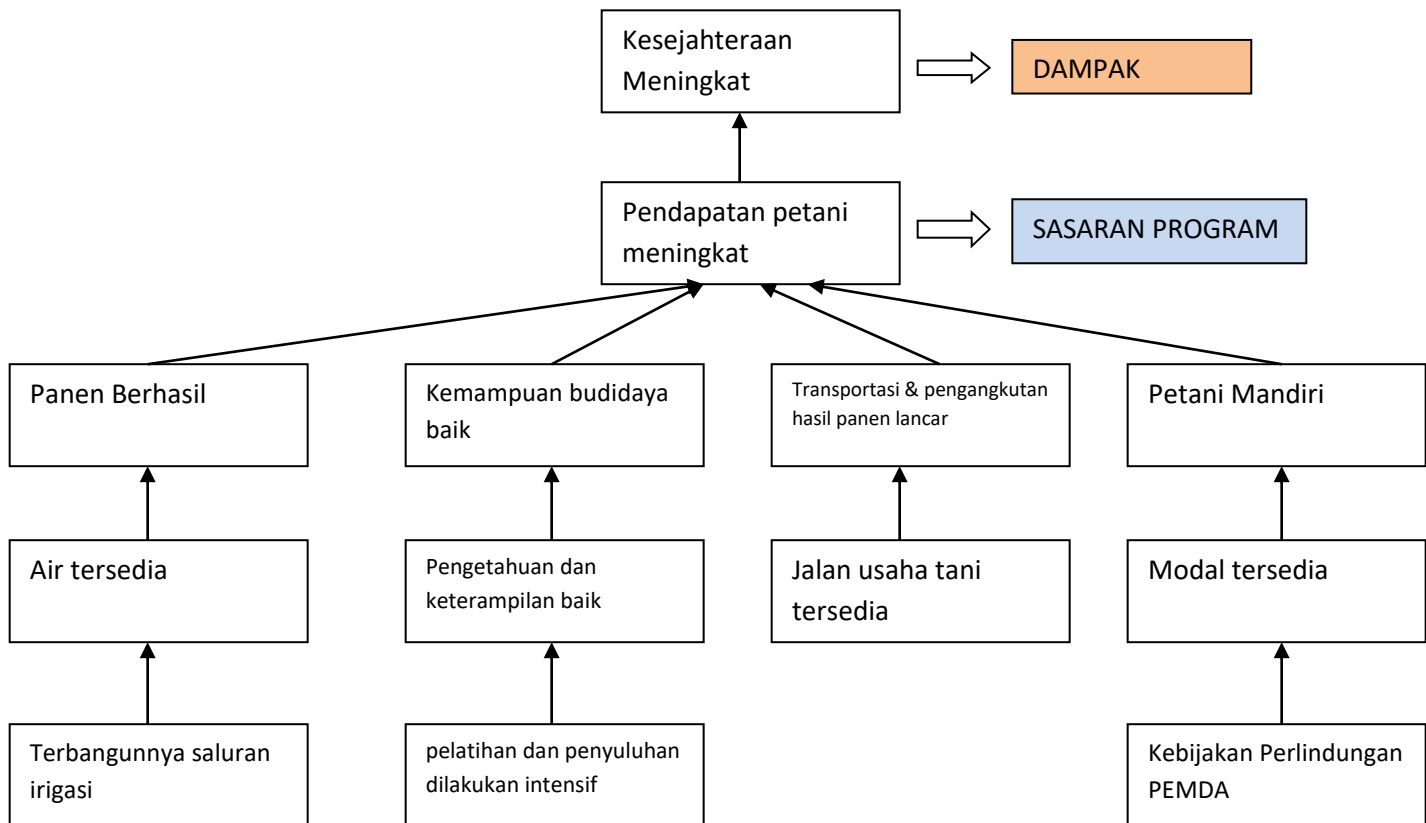 Kesejahteraan
Meningkat
DAMPAK
Pendapatan petani
meningkat
SASARAN PROGRAM
Panen Berhasil
Kemampuan budidaya
baik
Transportasi & pengangkutan
hasil panen lancar
Petani Mandiri
Air tersedia
Pengetahuan dan
keterampilan baik
Jalan usaha tani
tersedia
Modal tersedia
Terbangunnya saluran
irigasi
pelatihan dan penyuluhan
dilakukan intensif
Kebijakan Perlindungan
PEMDA